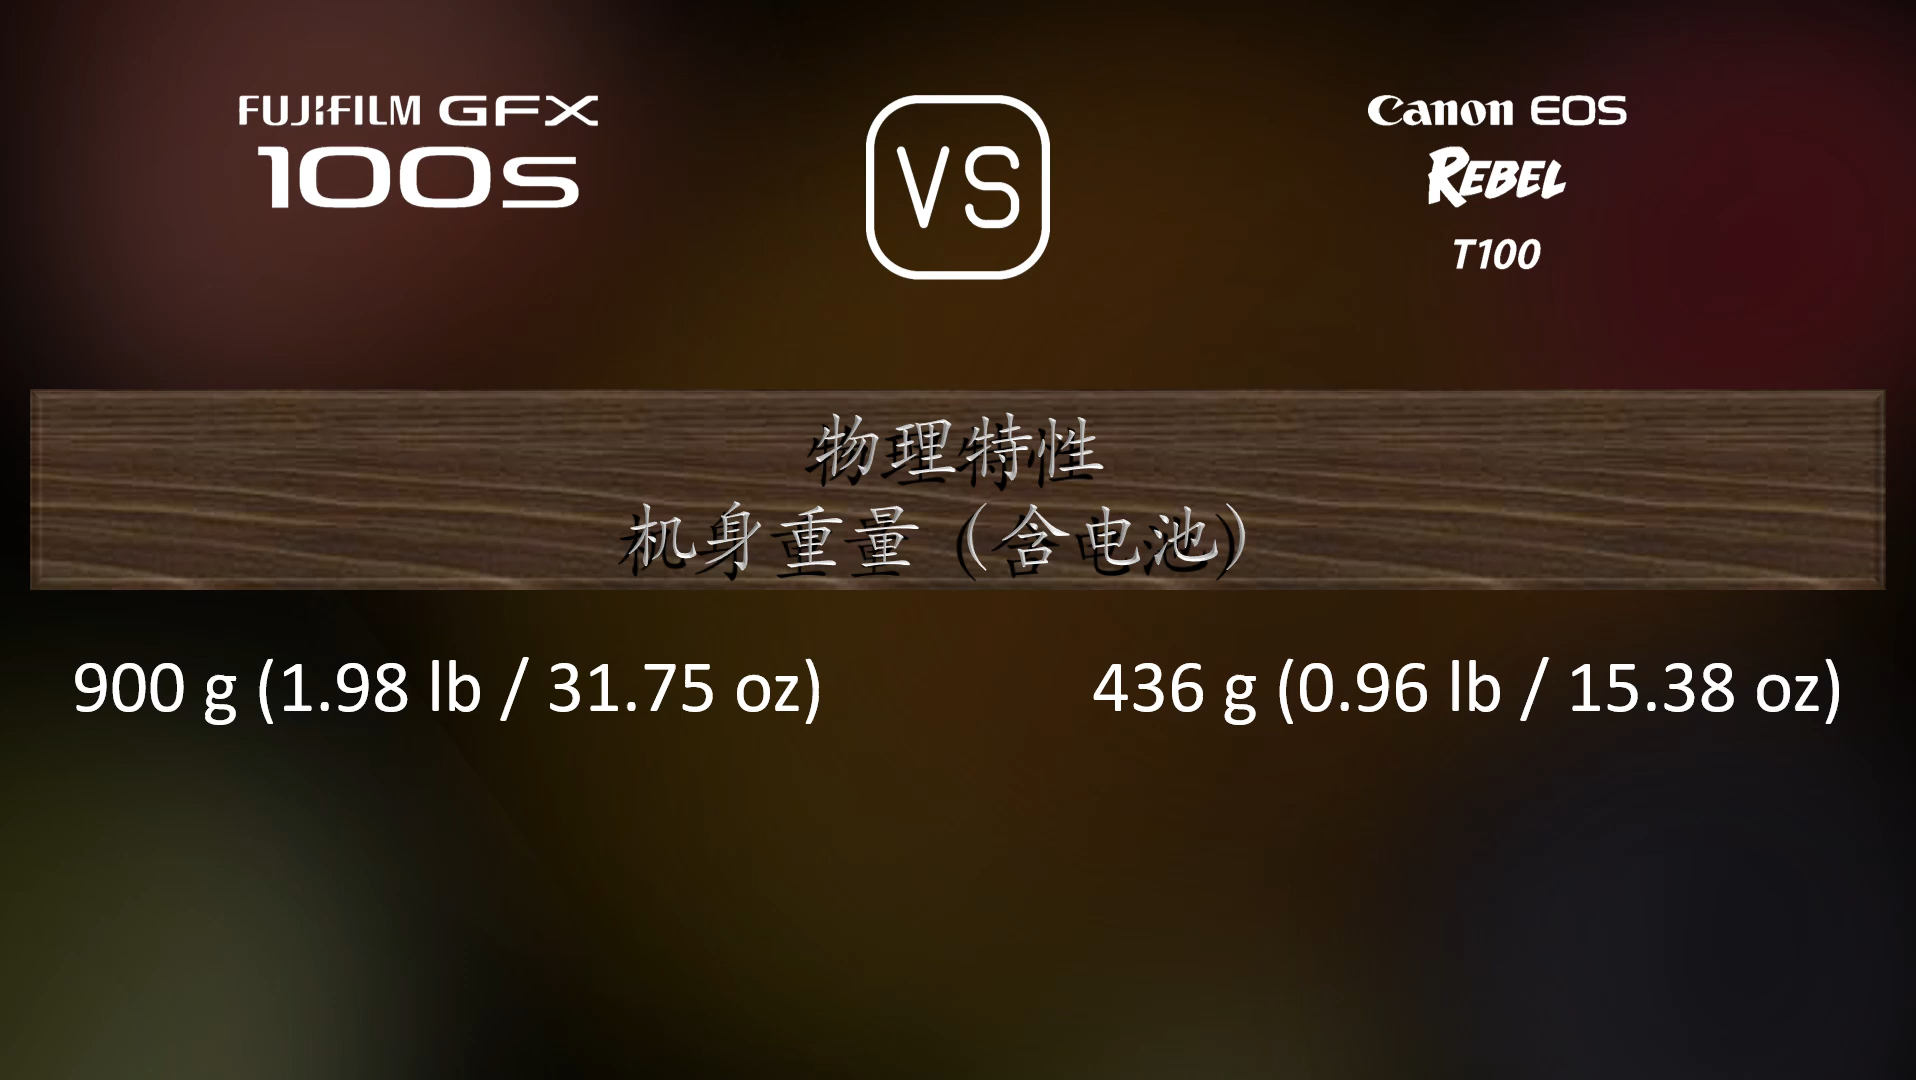 FUJIFILM GFX
100S
VS
Canon EOS
REBEL
T100
物理特性
机身重量（含电池）
900 g (1.98 lb / 31.75 oz)
436 g (0.96 lb / 15.38 oz)